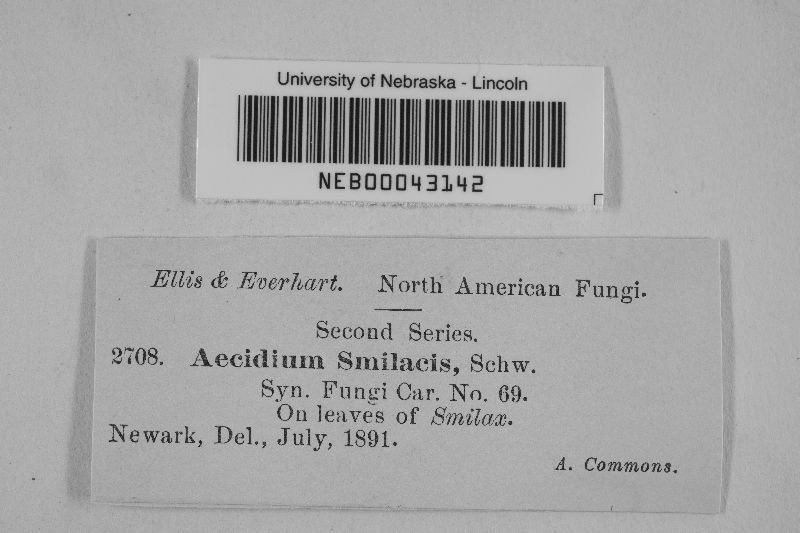 University of Nebraska - Lincoln
NEB00043142
Ellis & Everhart. North American Fungi.
Second Series.
2708. Aecidium Smilacis, Schw.
Syn. Fungi Car. No. 69.
On leaves of Smilax.
Newark, Del., July, 1891.
A. Commons.